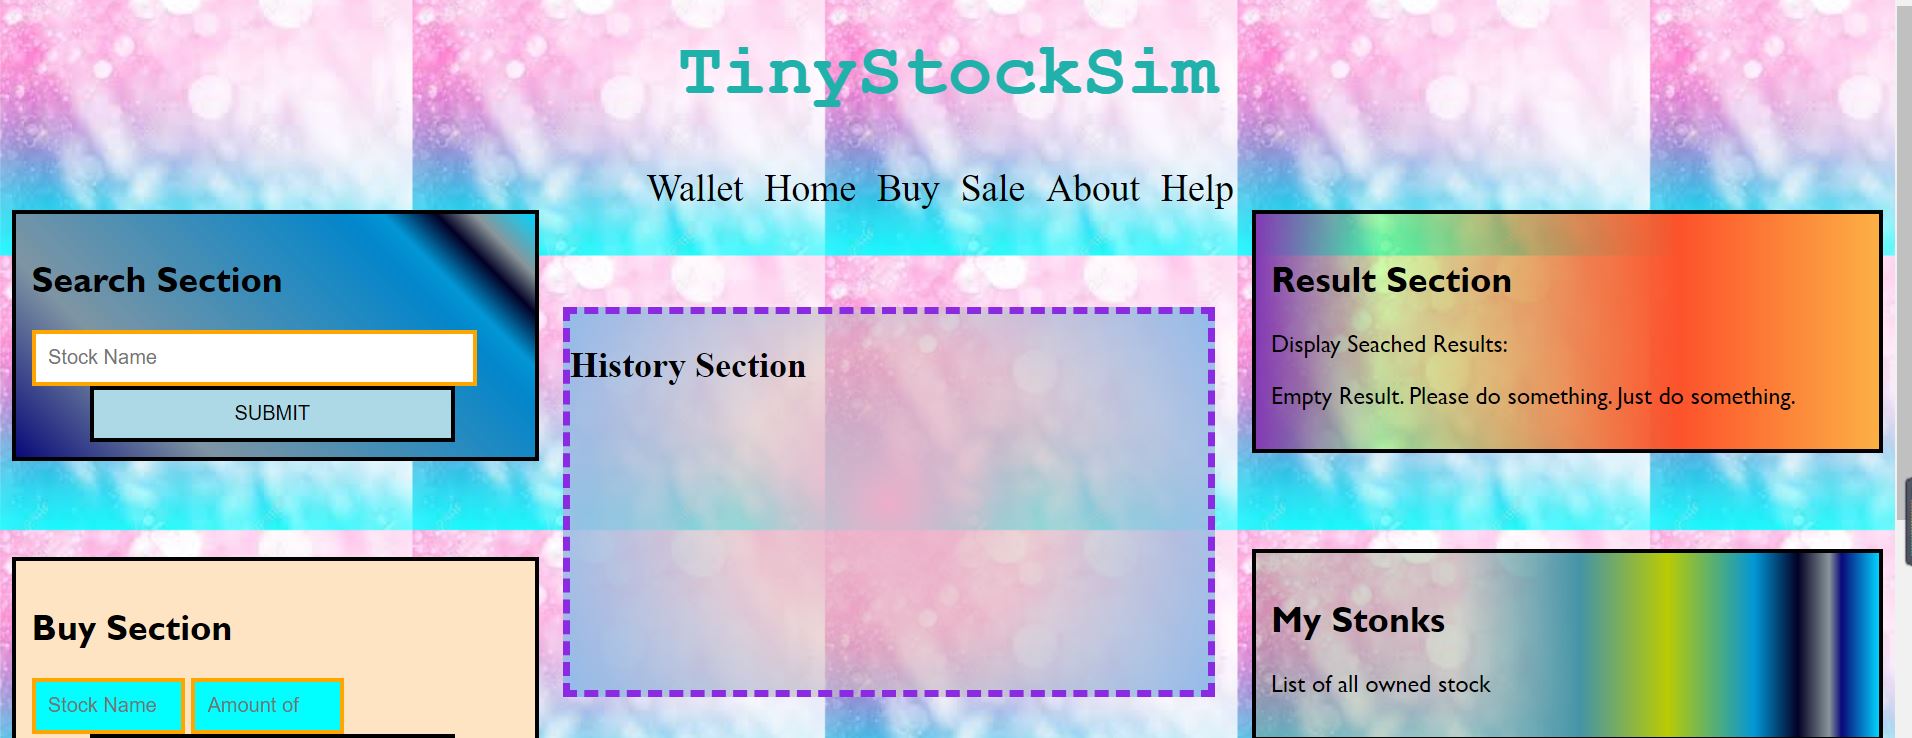 TinyStockSim
Wallet Home Buy Sale About Help
Search Section
Stock Name
SUBMIT
Buy Section
Stock Name Amount of
History Section
Result Section
Display Seached Results:
Empty Result. Please do something. Just do something.
My Stonks
List of all owned stock